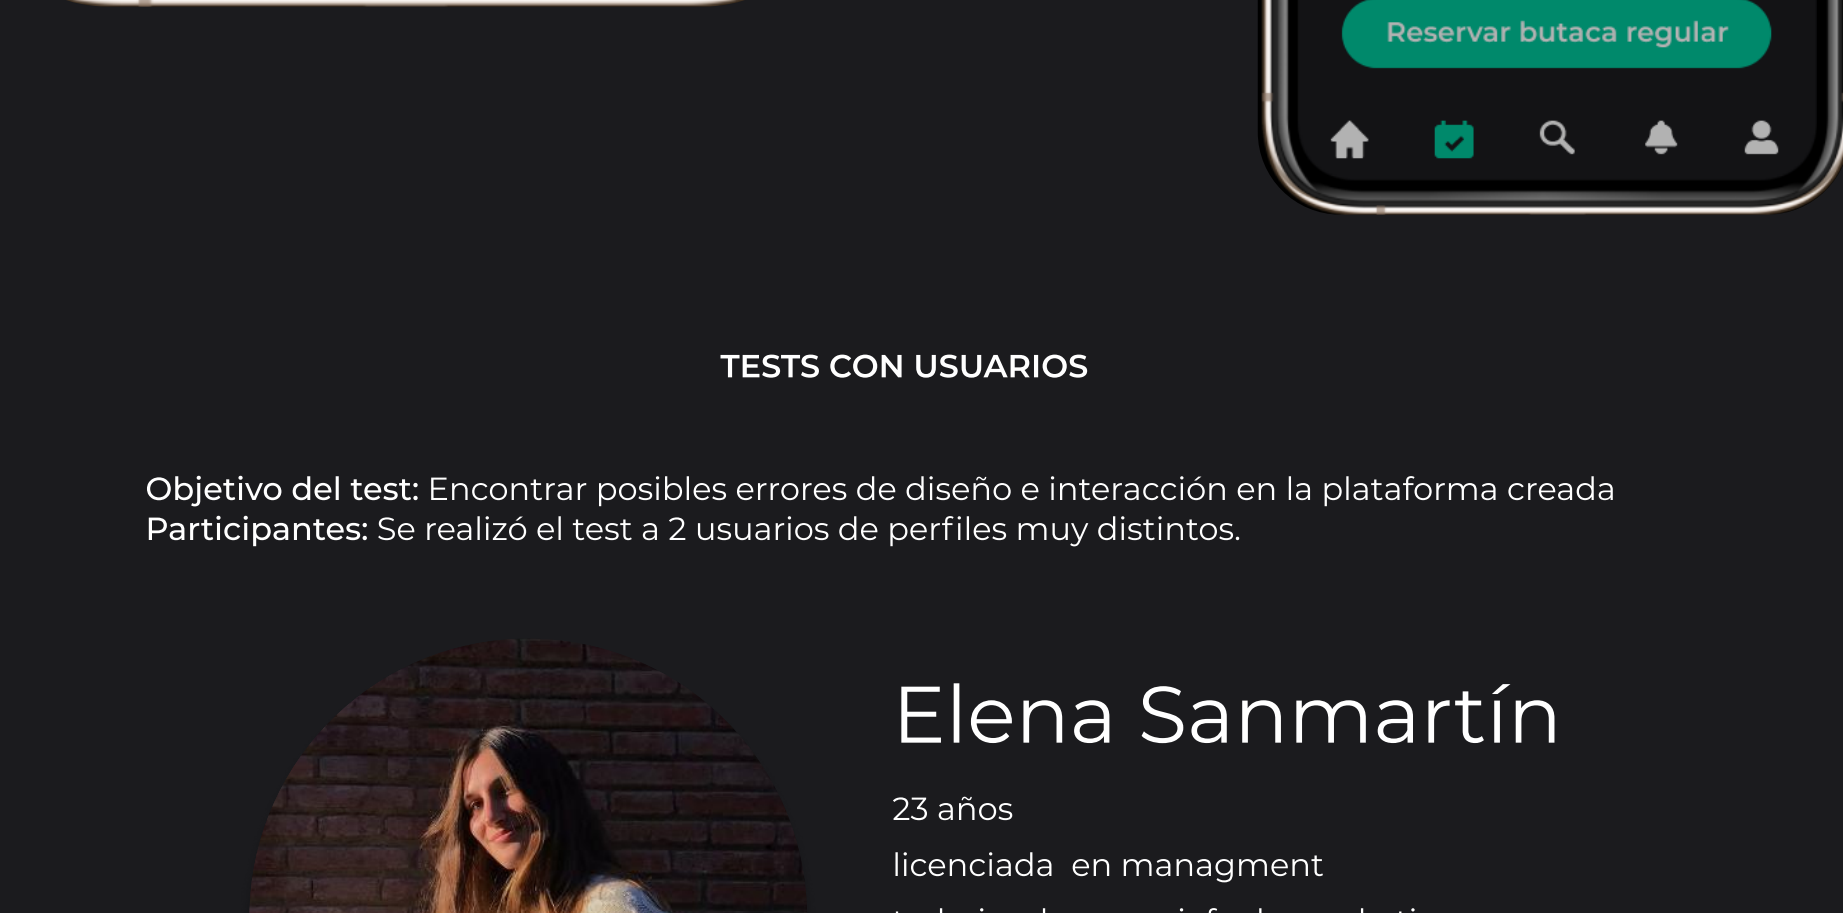 Reservar butaca regular
TESTS CON USUARIOS
Objetivo del test: Encontrar posibles errores de diseño e interacción en la plataforma creada
Participantes: Se realizó el test a 2 usuarios de perfiles muy distintos.
Elena Sanmartín
23 años
licenciada  en managment